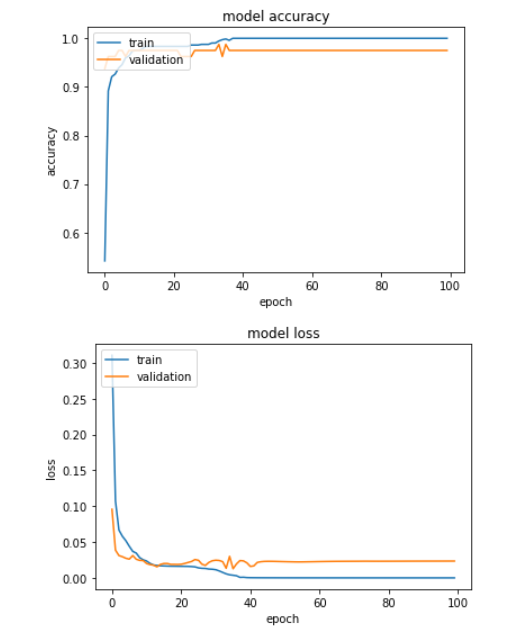 model accuracy
1.0
0.9
0.8
0.7
0.6
accuracy
train
validation
0 20 40 60 80 100
epoch
model loss
0.30
0.25
0.20
0.15
0.10
0.05
0.00
loss
train
validation
0 20 40 60 80 100
epoch